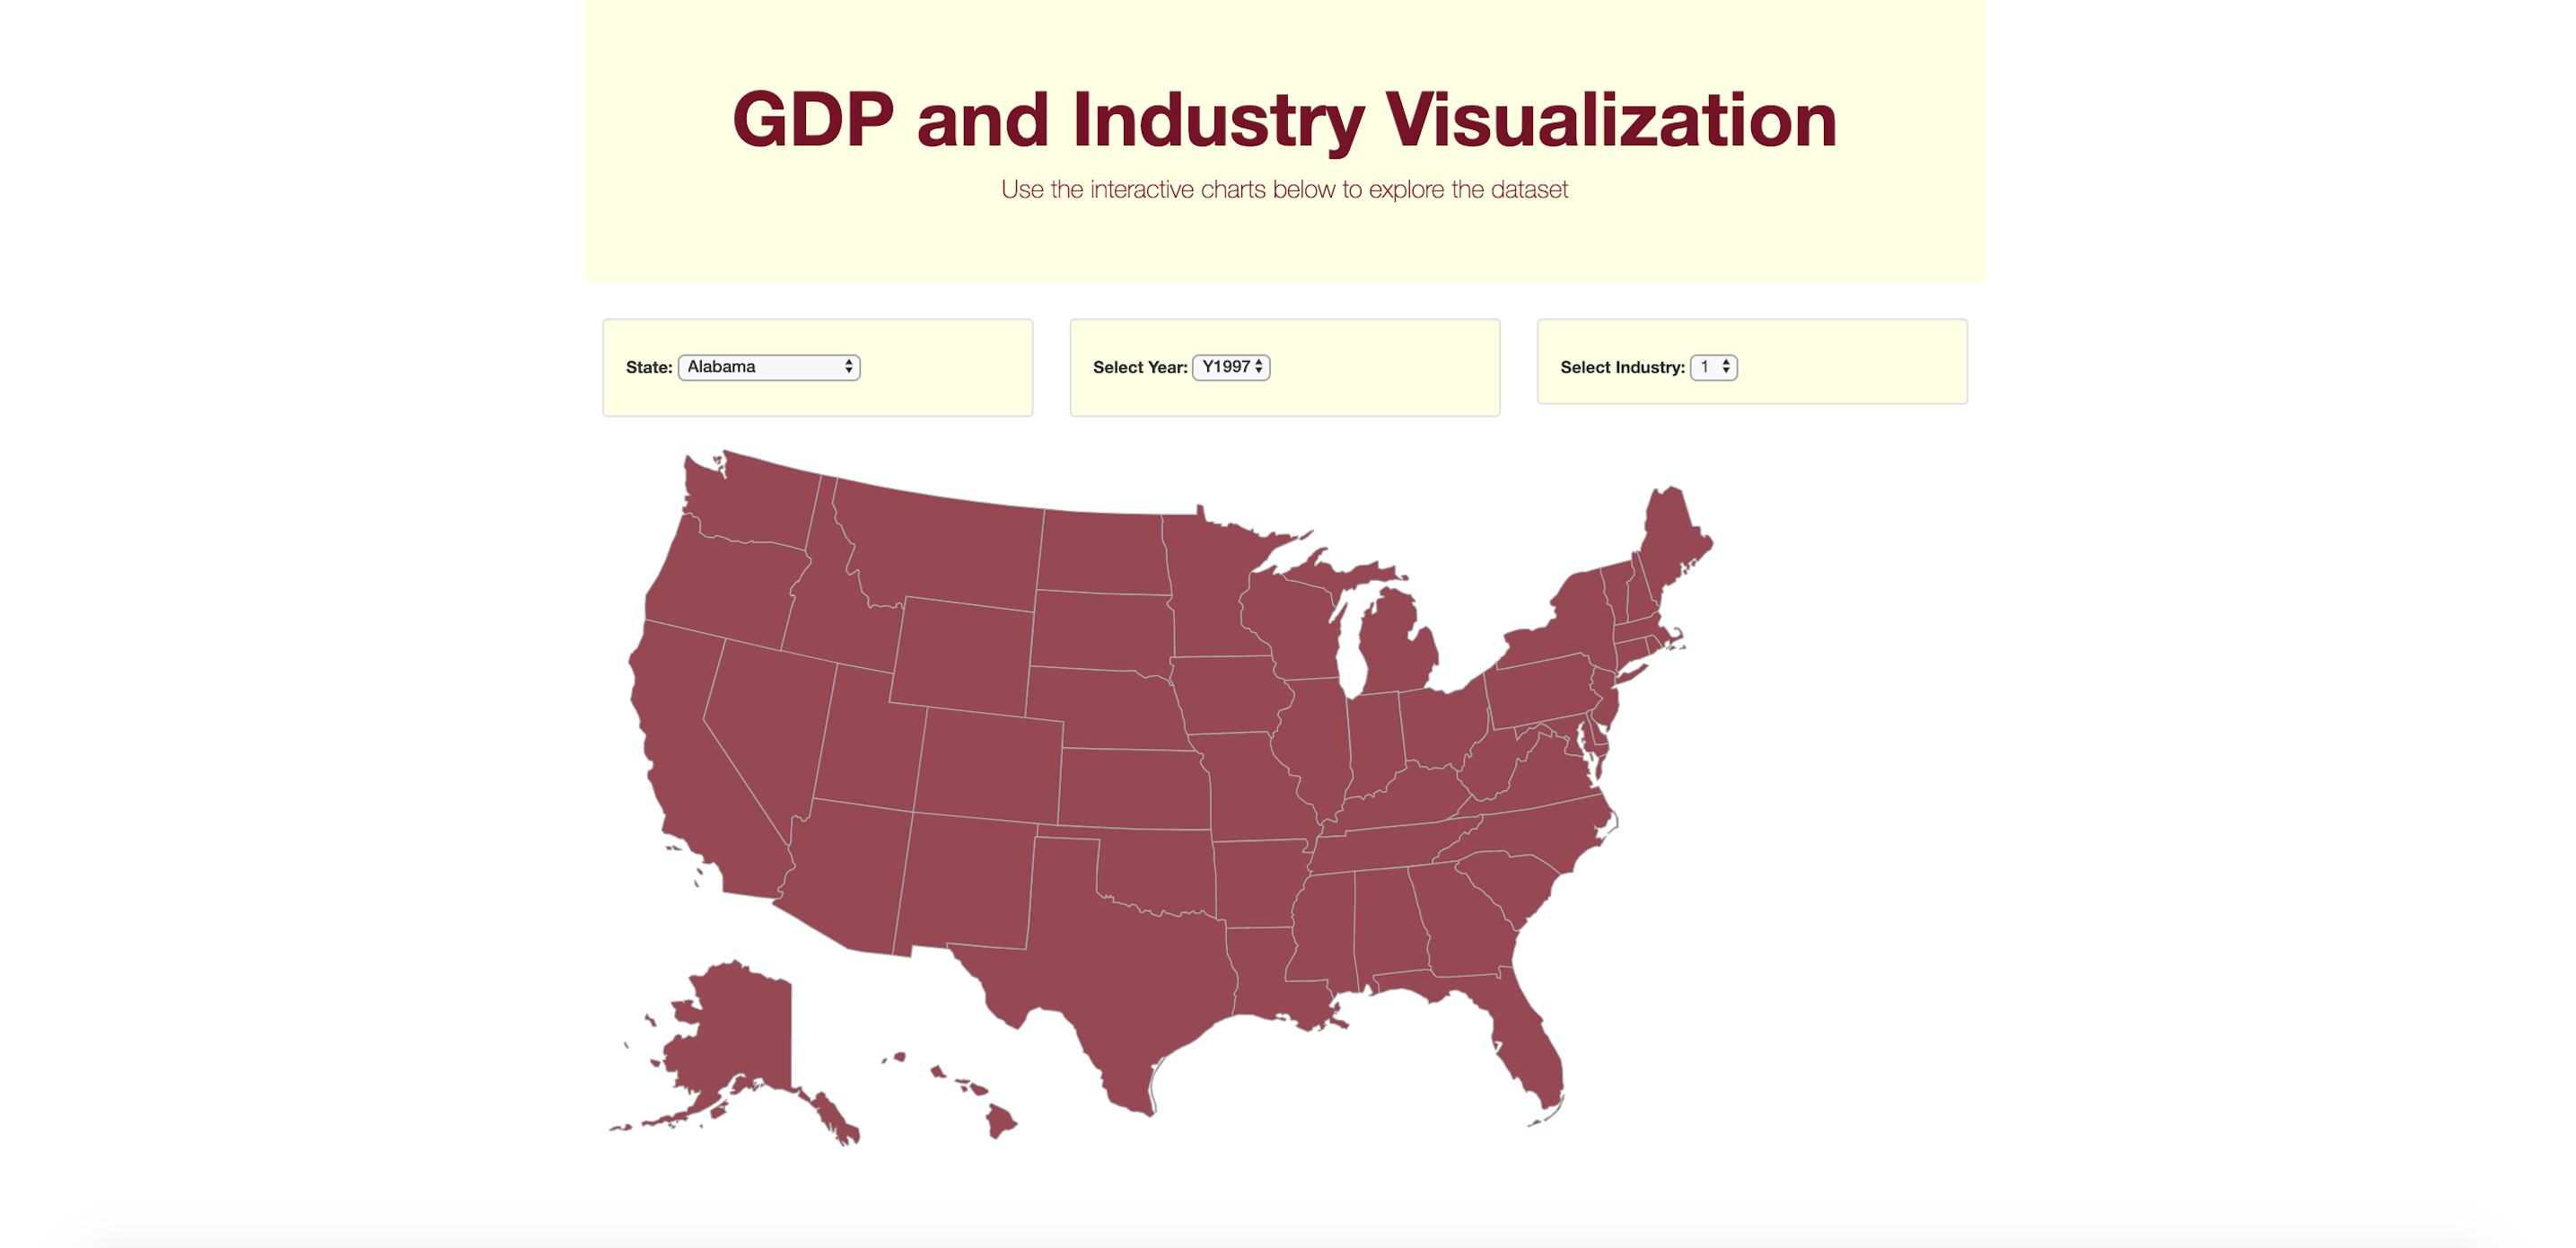 GDP and Industry Visualization
Use the interactive charts below to explore the dataset
State: Alabama
Select Year: Y1997
Select Industry: 1